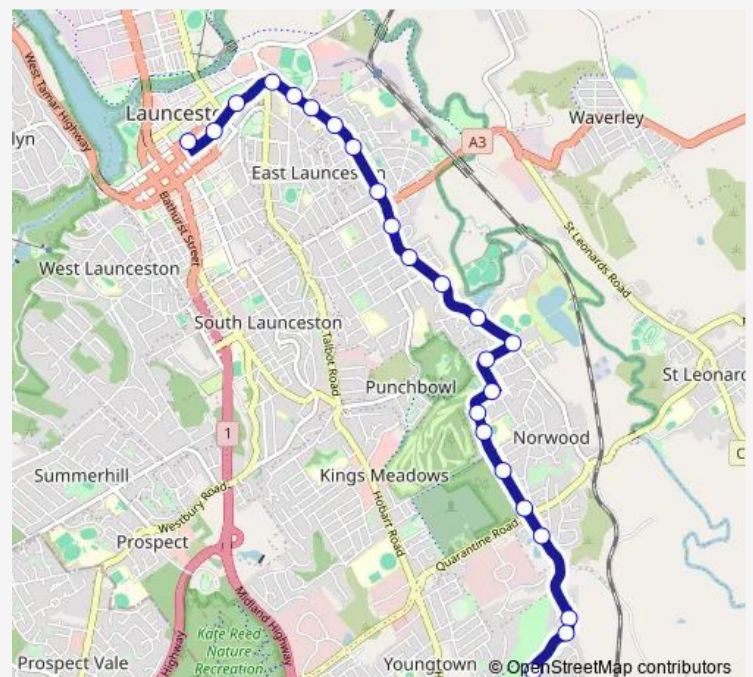 West Tamar Highway
Launcest
lyn
Waverley
A3
East Launces
n
Bathurst Street
St Leonards Road
West Launceston
South Launceston
Talbot Road
Punchbowl
St Leonard
1
Norwood
C
Summerhill
Kings Meadows
Westbury Road
Hobart Road
Prospect
Quarantine Road
Midland Highway
Highway
Kate Reed
Nature
Recreation
Prospect Vale
Youngtown
© OpenStreetMap contributors